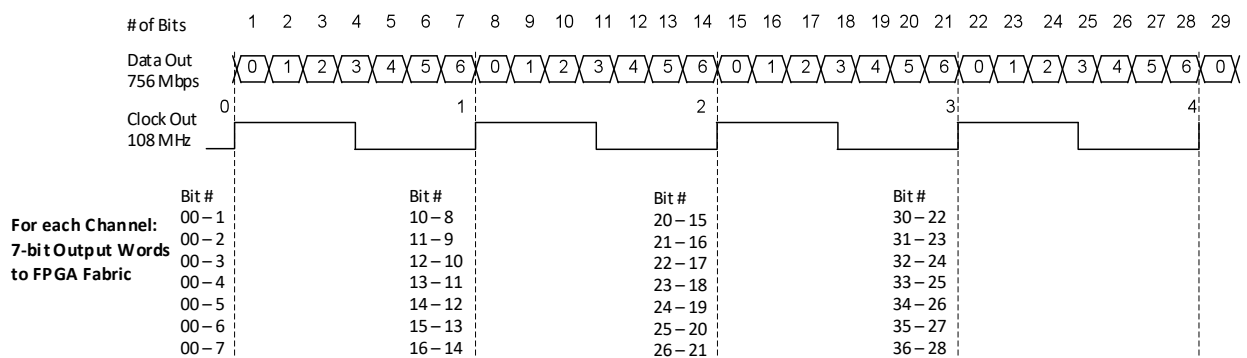 # of Bits 1 2 3 4 5 6 7 8 9 10 11 12 13 14 15 16 17 18 19 20 21 22 23 24 25 26 27 28 29
Data Out 0 1 2 3 4 5 6 0 1 2 3 4 5 6 0 1 2 3 4 5 6 0 1 2 3 4 5 6 0
756 Mbps
0 1 2 3 4
Clock Out
108 MHz
Bit # Bit # Bit # Bit #
00 – 1 10 – 8 20 – 15 30 – 22
For each Channel: 00 – 2 11 – 9 21 – 16 31 – 23
7-bit Output Words 00 – 3 12 – 10 22 – 17 32 – 24
to FPGA Fabric 00 – 4 13 – 11 23 – 18 33 – 25
00 – 5 14 – 12 24 – 19 34 – 26
00 – 6 15 – 13 25 – 20 35 – 27
00 – 7 16 – 14 26 – 21 36 – 28